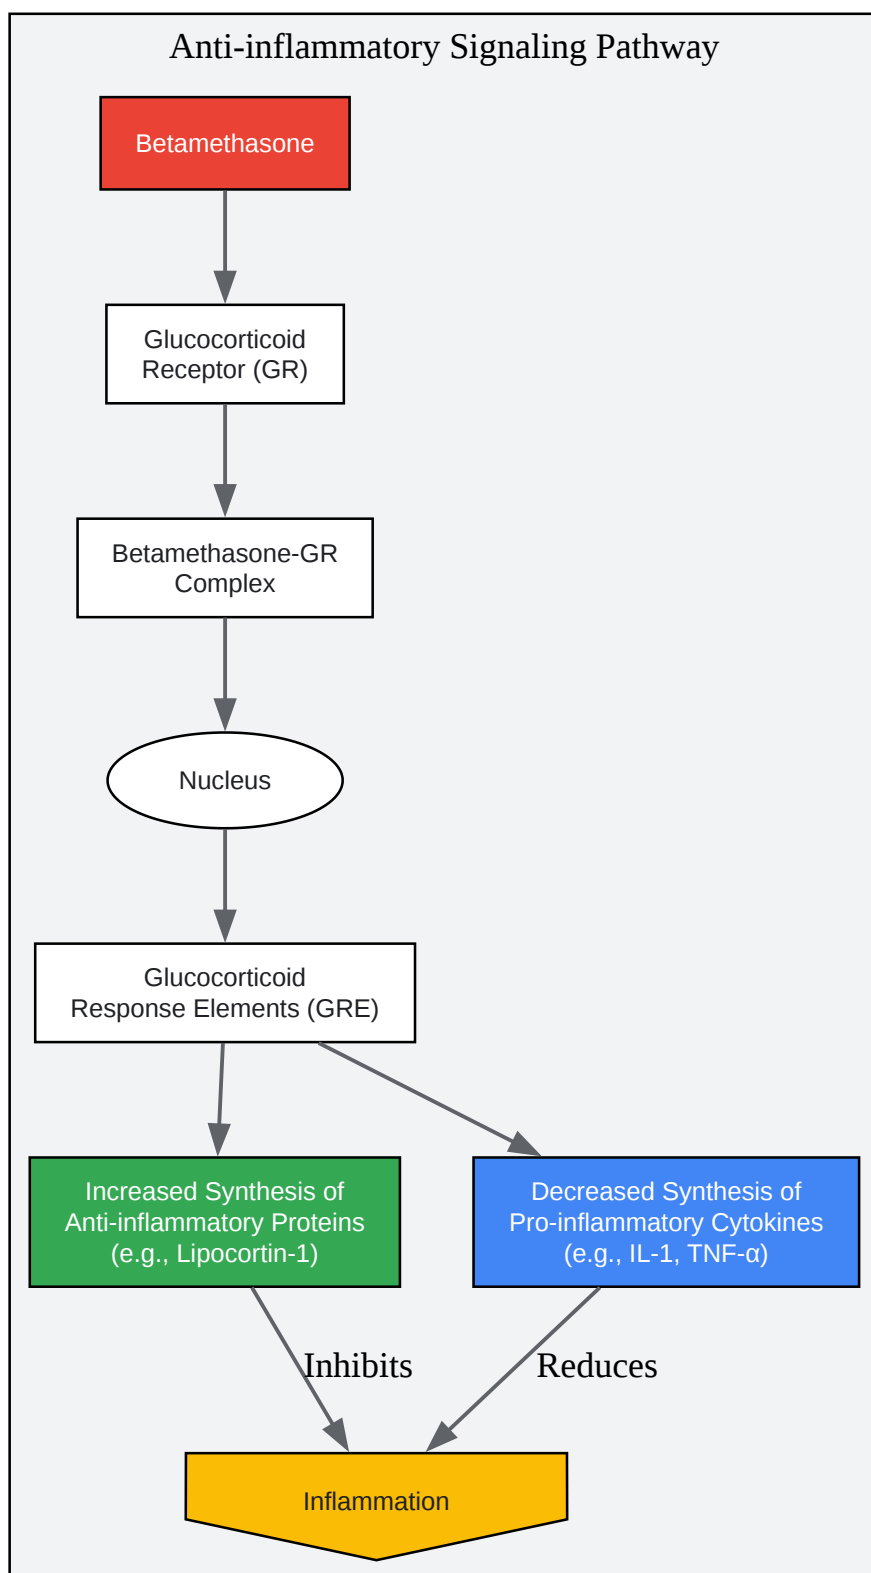 Anti-inflammatory Signaling Pathway
Betamethasone
Glucocorticoid
Receptor (GR)
Betamethasone-GR
Complex
Nucleus
Glucocorticoid
Response Elements (GRE)
Increased Synthesis of
Anti-inflammatory Proteins
(e.g., Lipocortin-1)
Decreased Synthesis of
Pro-inflammatory Cytokines
(e.g., IL-1, TNF-α)
Inhibits
Reduces
Inflammation